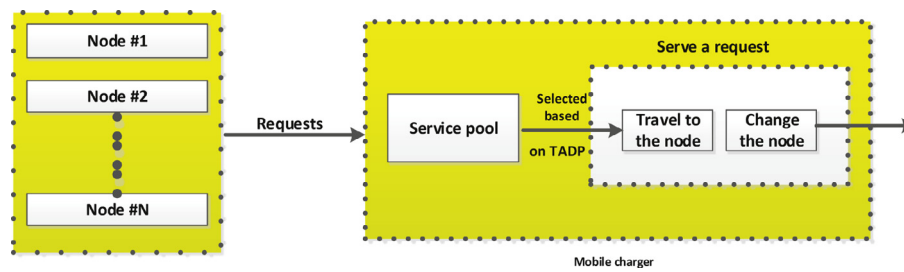 Node #1
Node #2
Node #N
Requests
Service pool
Selected
based
on TADP
Serve a request
Travel to
the node
Change
the node
Mobile charger